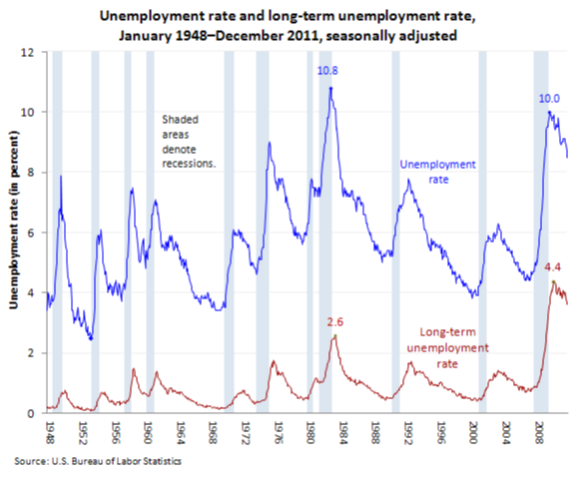 Unemployment rate and long-term unemployment rate,
January 1948–December 2011, seasonally adjusted
Unemployment rate (in percent)
12
10
8
6
4
2
0
Shaded
areas
denote
recessions.
10.8
Unemployment
rate
10.0
4.4
2.6
Long-term
unemployment
rate
1948
1952
1956
1960
1964
1968
1972
1976
1980
1984
1988
1992
1996
2000
2004
2008
Source: U.S. Bureau of Labor Statistics